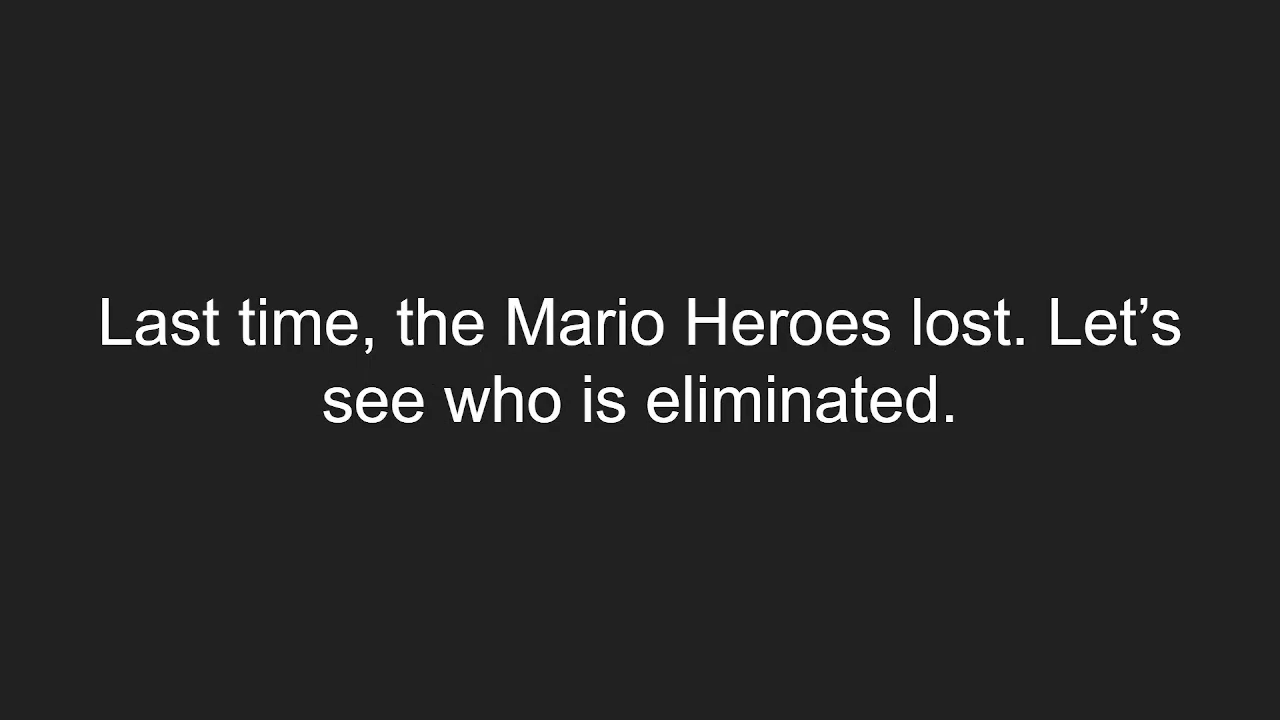 Last time, the Mario Heroes lost. Let’s
see who is eliminated.